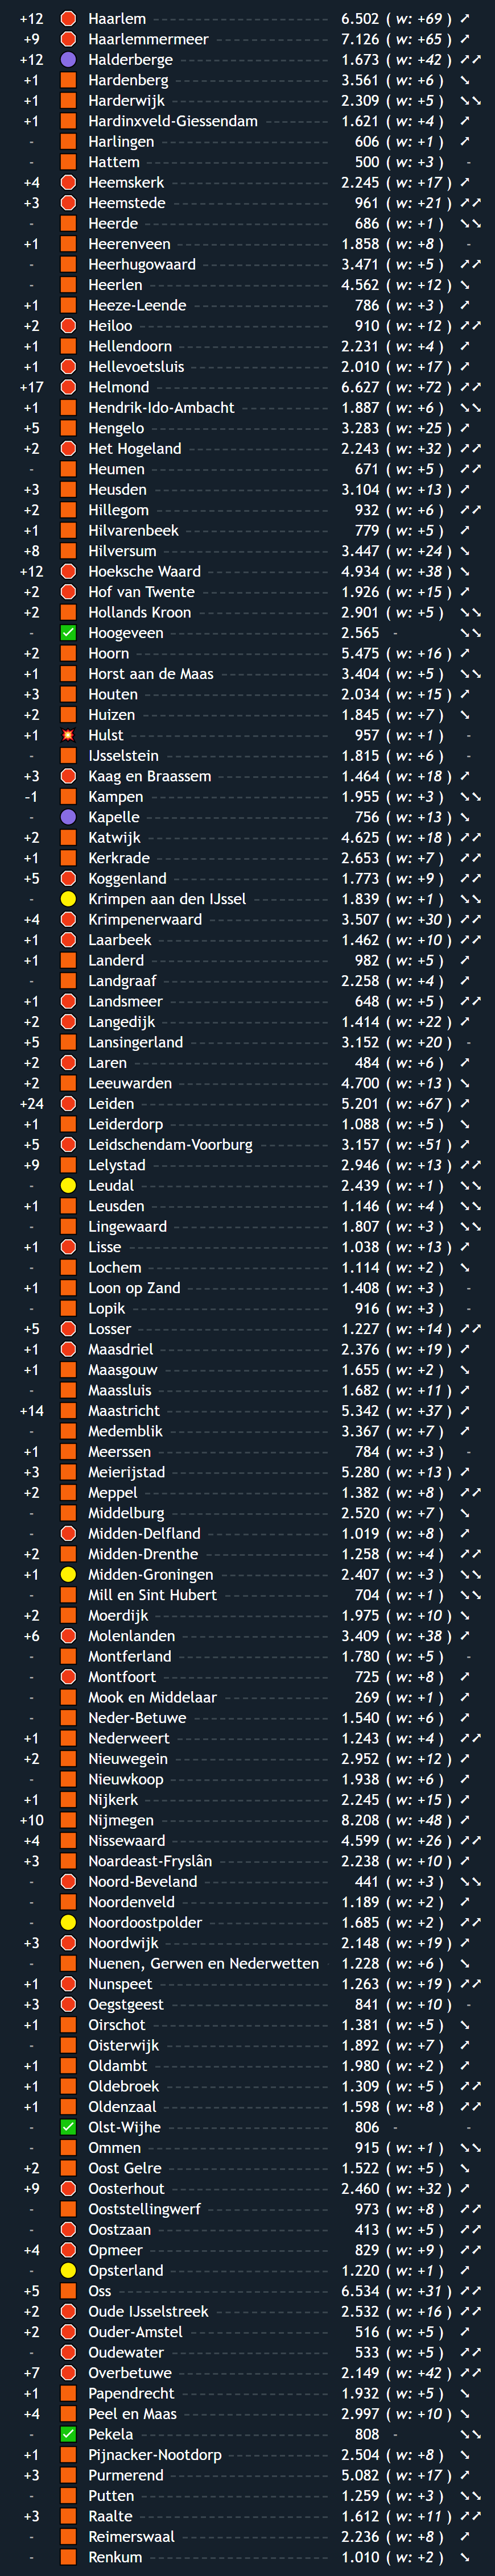 +12 Haarlem 6.502 ( w: +69 ) ➚
+9 Haarlemmermeer 7.126 ( w: +65 ) ➚
+12 Halderberge 1.673 ( w: +42 ) ➚➚
+1 Hardenberg 3.561 ( w: +6 ) ➘
+1 Harderwijk 2.309 ( w: +5 ) ➘➘
+1 Hardinxveld-Giessendam 1.621 ( w: +4 ) ➚
- Harlingen 606 ( w: +1 ) ➚
- Hattem 500 ( w: +3 ) -
+4 Heemskerk 2.245 ( w: +17 ) ➚
+3 Heemstede 961 ( w: +21 ) ➚➚
- Heerde 686 ( w: +1 ) ➘➘
+1 Heerenveen 1.858 ( w: +8 ) -
- Heerhugowaard 3.471 ( w: +5 ) ➚➚
- Heerlen 4.562 ( w: +12 ) ➘
+1 Heeze-Leende 786 ( w: +3 ) ➚
+2 Heiloo 910 ( w: +12 ) ➚➚
+1 Hellendoorn 2.231 ( w: +4 ) ➚
+1 Hellevoetsluis 2.010 ( w: +17 ) ➚
+17 Helmond 6.627 ( w: +72 ) ➚➚
+1 Hendrik-Ido-Ambacht 1.887 ( w: +6 ) ➘➘
+5 Hengelo 3.283 ( w: +25 ) ➚
+2 Het Hogeland 2.243 ( w: +32 ) ➚➚
- Heumen 671 ( w: +5 ) ➚➚
+3 Heusden 3.104 ( w: +13 ) ➚
+2 Hillegom 932 ( w: +6 ) ➚➚
+1 Hilvarenbeek 779 ( w: +5 ) ➚
+8 Hilversum 3.447 ( w: +24 ) ➘
+12 Hoeksche Waard 4.934 ( w: +38 ) ➘
+2 Hof van Twente 1.926 ( w: +15 ) ➚
+2 Hollands Kroon 2.901 ( w: +5 ) ➘➘
- Hoogeveen 2.565 - ➘➘
+2 Hoorn 5.475 ( w: +16 ) ➚
+1 Horst aan de Maas 3.404 ( w: +5 ) ➘➘
+3 Houten 2.034 ( w: +15 ) ➚
+2 Huizen 1.845 ( w: +7 ) ➘
+1 Hulst 957 ( w: +1 ) -
- IJsselstein 1.815 ( w: +6 ) -
+3 Kaag en Braassem 1.464 ( w: +18 ) ➚
-1 Kampen 1.955 ( w: +3 ) ➘➘
- Kapelle 756 ( w: +13 ) ➘
+2 Katwijk 4.625 ( w: +18 ) ➚➚
+1 Kerkrade 2.653 ( w: +7 ) ➚➚
+5 Koggenland 1.773 ( w: +9 ) ➚➚
- Krimpen aan den IJssel 1.839 ( w: +1 ) ➘➘
+4 Krimpenerwaard 3.507 ( w: +30 ) ➚➚
+1 Laarbeek 1.462 ( w: +10 ) ➚➚
+1 Landerd 982 ( w: +5 ) ➚
- Landgraaf 2.258 ( w: +4 ) ➚
+1 Landsmeer 648 ( w: +5 ) ➚➚
+2 Langedijk 1.414 ( w: +22 ) ➚
+5 Lansingerland 3.152 ( w: +20 ) -
+2 Laren 484 ( w: +6 ) ➚
+2 Leeuwarden 4.700 ( w: +13 ) ➘
+24 Leiden 5.201 ( w: +67 ) ➚
+1 Leiderdorp 1.088 ( w: +5 ) ➘
+5 Leidschendam-Voorburg 3.157 ( w: +51 ) ➚
+9 Lelystad 2.946 ( w: +13 ) ➚➚
- Leudal 2.439 ( w: +1 ) ➘➘
+1 Leusden 1.146 ( w: +4 ) ➘➘
- Lingewaard 1.807 ( w: +3 ) ➘➘
+1 Lisse 1.038 ( w: +13 ) ➚
- Lochem 1.114 ( w: +2 ) ➘
+1 Loon op Zand 1.408 ( w: +3 ) -
- Lopik 916 ( w: +3 ) -
+5 Losser 1.227 ( w: +14 ) ➚➚
+1 Maasdriel 2.376 ( w: +19 ) ➚
+1 Maasgouw 1.655 ( w: +2 ) ➘
- Maassluis 1.682 ( w: +11 ) ➚
+14 Maastricht 5.342 ( w: +37 ) ➚
- Medemblik 3.367 ( w: +7 ) ➚
+1 Meerssen 784 ( w: +3 ) -
+3 Meierijstad 5.280 ( w: +13 ) ➚
+2 Meppel 1.382 ( w: +8 ) ➚➚
- Middelburg 2.520 ( w: +7 ) ➘
- Midden-Delfland 1.019 ( w: +8 ) ➚
+2 Midden-Drenthe 1.258 ( w: +4 ) ➚➚
+1 Midden-Groningen 2.407 ( w: +3 ) ➘➘
- Mill en Sint Hubert 704 ( w: +1 ) ➘➘
+2 Moerdijk 1.975 ( w: +10 ) ➘
+6 Molenlanden 3.409 ( w: +38 ) ➚
- Montferland 1.780 ( w: +5 ) -
- Montfoort 725 ( w: +8 ) ➚
- Mook en Middelaar 269 ( w: +1 ) ➚
- Neder-Betuwe 1.540 ( w: +6 ) ➚
+1 Nederweert 1.243 ( w: +4 ) ➚➚
+2 Nieuwegein 2.952 ( w: +12 ) ➚
- Nieuwkoop 1.938 ( w: +6 ) ➚
+1 Nijkerk 2.245 ( w: +15 ) ➚
+10 Nijmegen 8.208 ( w: +48 ) ➚
+4 Nissewaard 4.599 ( w: +26 ) ➚➚
+3 Noardeast-Fryslân 2.238 ( w: +10 ) ➚
- Noord-Beveland 441 ( w: +3 ) ➘➘
- Noordenveld 1.189 ( w: +2 ) ➚
- Noordoostpolder 1.685 ( w: +2 ) ➚➚
+3 Noordwijk 2.148 ( w: +19 ) ➚
- Nuenen, Gerwen en Nederwetten 1.228 ( w: +6 ) ➘
+1 Nunspeet 1.263 ( w: +19 ) ➚➚
+3 Oegstgeest 841 ( w: +10 ) -
+1 Oirschot 1.381 ( w: +5 ) ➘
- Oisterwijk 1.892 ( w: +7 ) ➚
+1 Oldambt 1.980 ( w: +2 ) ➚
+1 Oldebroek 1.309 ( w: +5 ) ➚➚
+1 Oldenzaal 1.598 ( w: +8 ) ➚➚
- Olst-Wijhe 806 - -
- Ommen 915 ( w: +1 ) ➘➘
+2 Oost Gelre 1.522 ( w: +5 ) ➘
+9 Oosterhout 2.460 ( w: +32 ) ➚
- Ooststellingwerf 973 ( w: +8 ) ➚➚
- Oostzaan 413 ( w: +5 ) ➚➚
+4 Opmeer 829 ( w: +9 ) ➚➚
- Opsterland 1.220 ( w: +1 ) ➚
+5 Oss 6.534 ( w: +31 ) ➚➚
+2 Oude IJsselstreek 2.532 ( w: +16 ) ➚➚
+2 Ouder-Amstel 516 ( w: +5 ) ➚
- Oudewater 533 ( w: +5 ) ➚➚
+7 Overbetuwe 2.149 ( w: +42 ) ➚➚
+1 Papendrecht 1.932 ( w: +5 ) ➘
+4 Peel en Maas 2.997 ( w: +10 ) ➘
- Pekela 808 - ➘➘
+1 Pijnacker-Nootdorp 2.504 ( w: +8 ) ➘
+3 Purmerend 5.082 ( w: +17 ) ➚
- Putten 1.259 ( w: +3 ) ➘➘
+3 Raalte 1.612 ( w: +11 ) ➚➚
- Reimerswaal 2.236 ( w: +8 ) ➚
- Renkum 1.010 ( w: +2 ) ➘